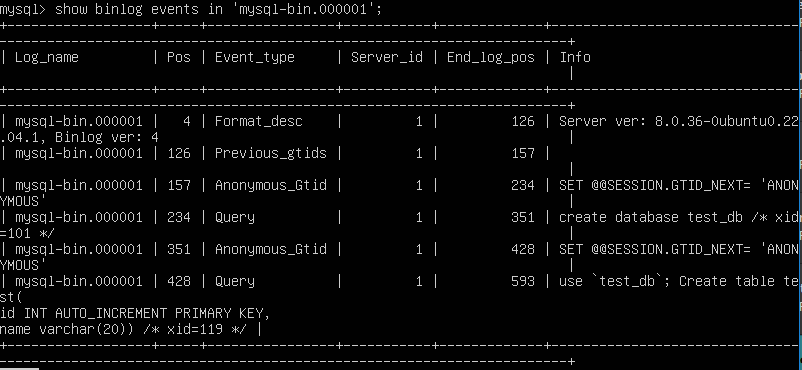 mysql> show binlog events in 'mysql-bin.000001';
+------------------+-----+----------------+-----------+-------------+-------------------------------
--------------------------------------------------------------------+
| Log_name         | Pos | Event_type     | Server_id | End_log_pos | Info
                                                                    |
+------------------+-----+----------------+-----------+-------------+-------------------------------
--------------------------------------------------------------------+
| mysql-bin.000001 |   4 | Format_desc    |         1 |         126 | Server ver: 8.0.36-0ubuntu0.22
.04.1, Binlog ver: 4                                                |
| mysql-bin.000001 | 126 | Previous_gtids |         1 |         157 |
                                                                    |
| mysql-bin.000001 | 157 | Anonymous_Gtid |         1 |         234 | SET @@SESSION.GTID_NEXT= 'ANON
YMOUS'                                                              |
| mysql-bin.000001 | 234 | Query          |         1 |         351 | create database test_db /* xid
=101 */                                                             |
| mysql-bin.000001 | 351 | Anonymous_Gtid |         1 |         428 | SET @@SESSION.GTID_NEXT= 'ANON
YMOUS'                                                              |
| mysql-bin.000001 | 428 | Query          |         1 |         593 | use `test_db`; Create table te
st(
id INT AUTO_INCREMENT PRIMARY KEY,
name varchar(20)) /* xid=119 */ |
+------------------+-----+----------------+-----------+-------------+-------------------------------
--------------------------------------------------------------------+